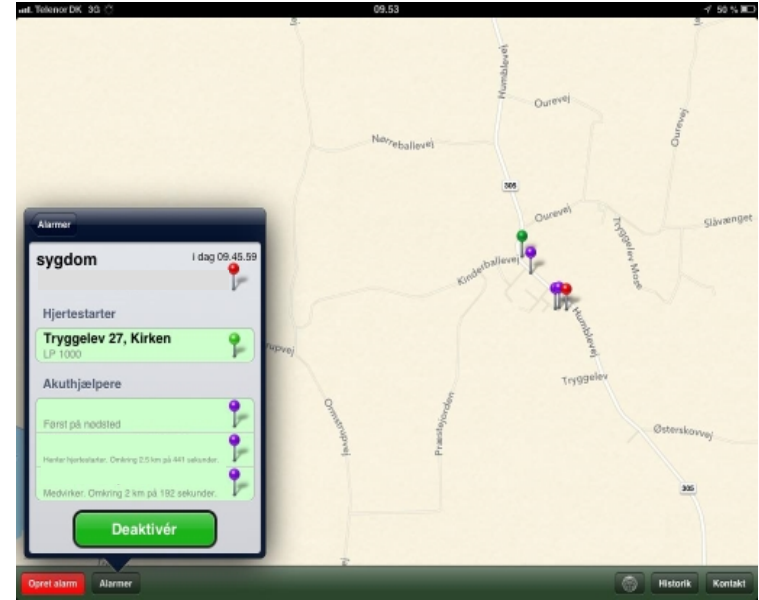 Telenor DK 3G
09.53
50 %
Humblevej
Ourevej
Ourevej
Nørreballevej
305
Ourevej
Slåvænget
Tryggelev Mose
Kinderballevej
Humblevej
Tryggelev
rupvej
Ormstrupvej
Præstejorden
Østerskovvej
305
Alarmer
sygdom
i dag 09.45.59
Hjertestarter
Tryggelev 27, Kirken
LP 1000
Akuthjælpere
Først på nødsted
Henter hjertestarter. Omkring 2.5 km på 441 sekunder.
Medvirker. Omkring 2 km på 192 sekunder.
Deaktivér
Opret alarm
Alarmer
Historik
Kontakt